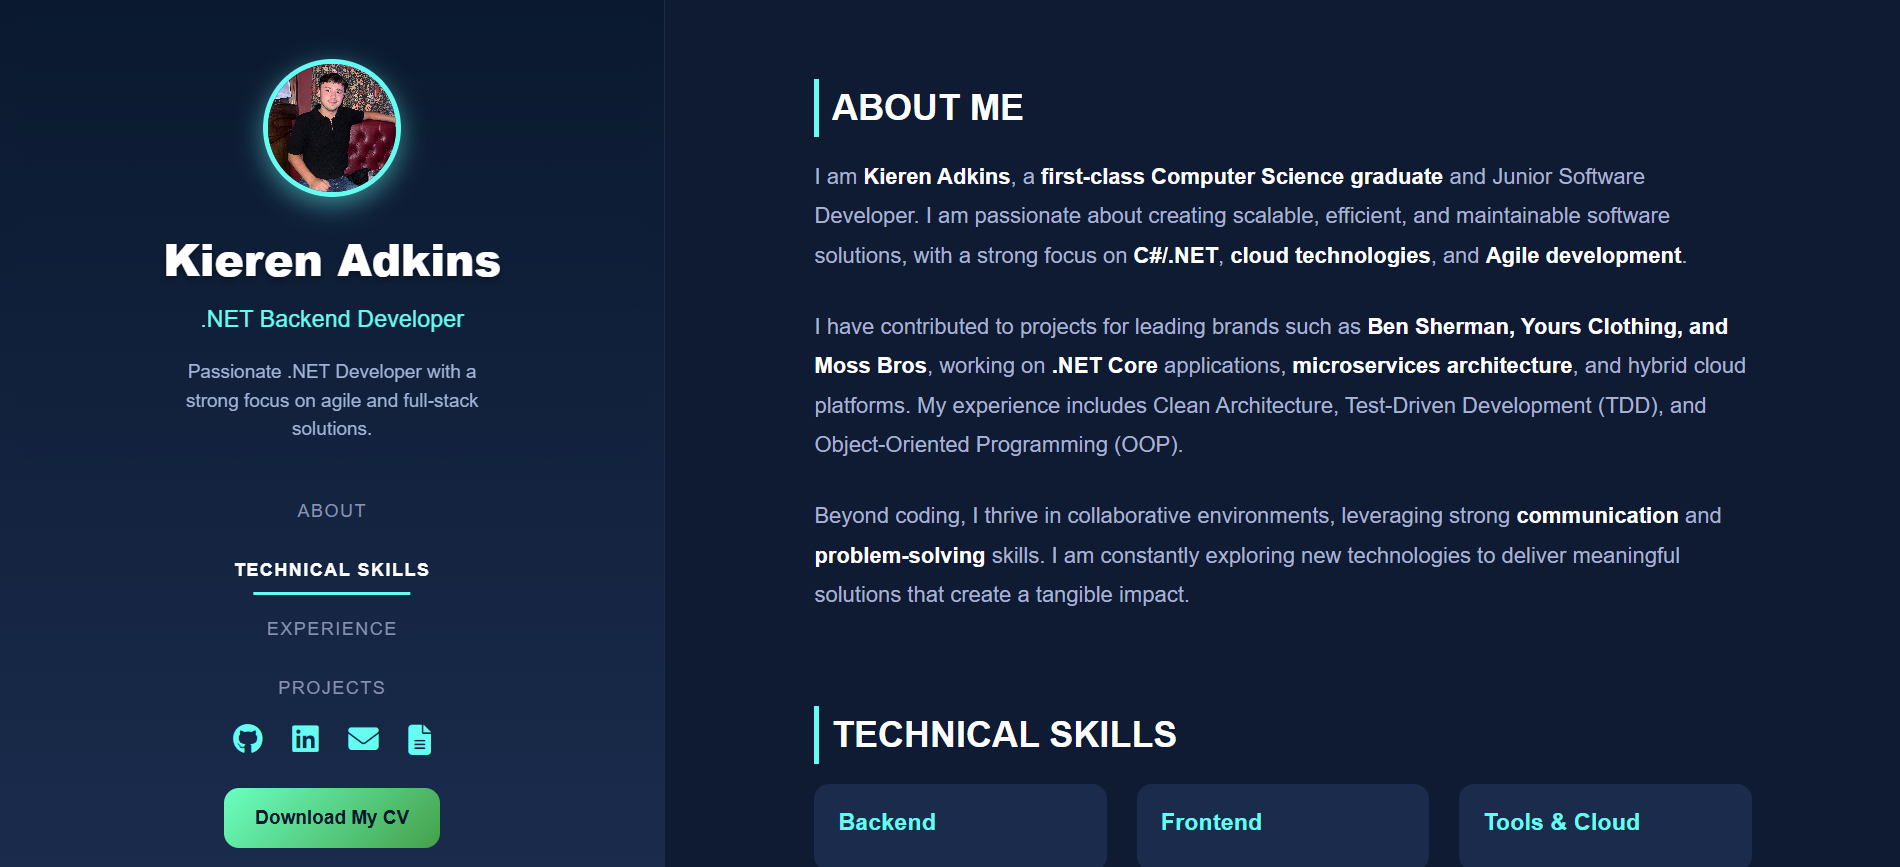 Kieren Adkins
.NET Backend Developer
Passionate .NET Developer with a
strong focus on agile and full-stack
solutions.
ABOUT
TECHNICAL SKILLS
EXPERIENCE
PROJECTS
Download My CV
ABOUT ME
I am Kieren Adkins, a first-class Computer Science graduate and Junior Software
Developer. I am passionate about creating scalable, efficient, and maintainable software
solutions, with a strong focus on C#/.NET, cloud technologies, and Agile development.
I have contributed to projects for leading brands such as Ben Sherman, Yours Clothing, and
Moss Bros, working on .NET Core applications, microservices architecture, and hybrid cloud
platforms. My experience includes Clean Architecture, Test-Driven Development (TDD), and
Object-Oriented Programming (OOP).
Beyond coding, I thrive in collaborative environments, leveraging strong communication and
problem-solving skills. I am constantly exploring new technologies to deliver meaningful
solutions that create a tangible impact.
TECHNICAL SKILLS
Backend
Frontend
Tools & Cloud